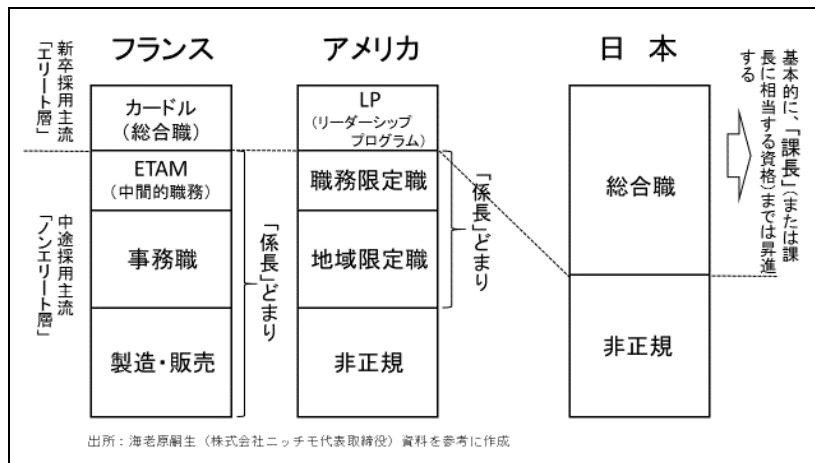 フランス
アメリカ
日 本
新卒採用主流
「エリート層」
中途採用主流
「ノンエリート層」
カードル
(総合職)
ETAM
(中間的職務)
事務職
製造・販売
「係長」どまり
LP
(リーダーシップ
プログラム)
職務限定職
地域限定職
非正規
「係長」どまり
総合職
非正規
基本的に、「課長」(または課
長に相当する資格)までは昇進
する
出所：海老原嗣生（株式会社ニッチモ代表取締役）資料を参考に作成